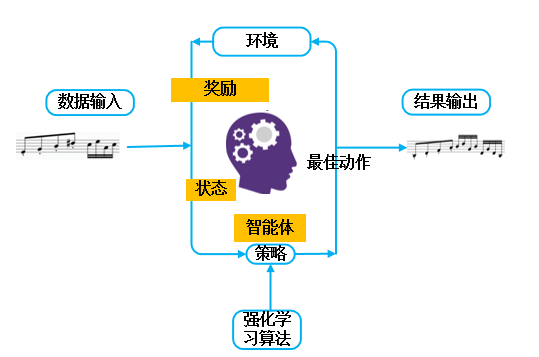 环境
奖励
数据输入
结果输出
最佳动作
状态
智能体
策略
强化学
习算法